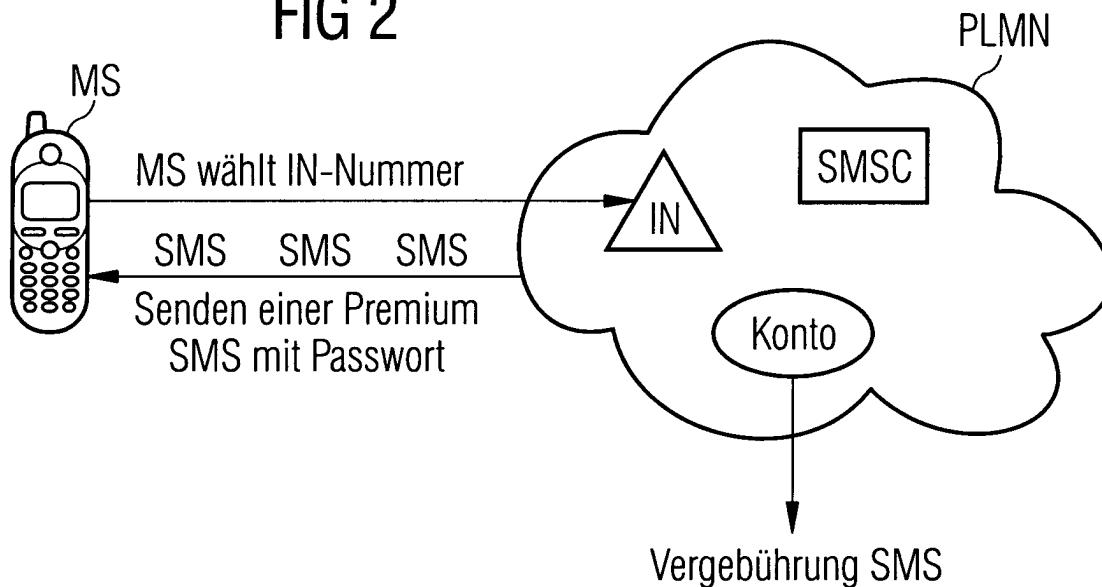 FIG 2
PLMN
MS
MS wählt IN-Nummer
SMSC
IN
SMS SMS SMS
Senden einer Premium
SMS mit Passwort
Konto
Vergebührung SMS